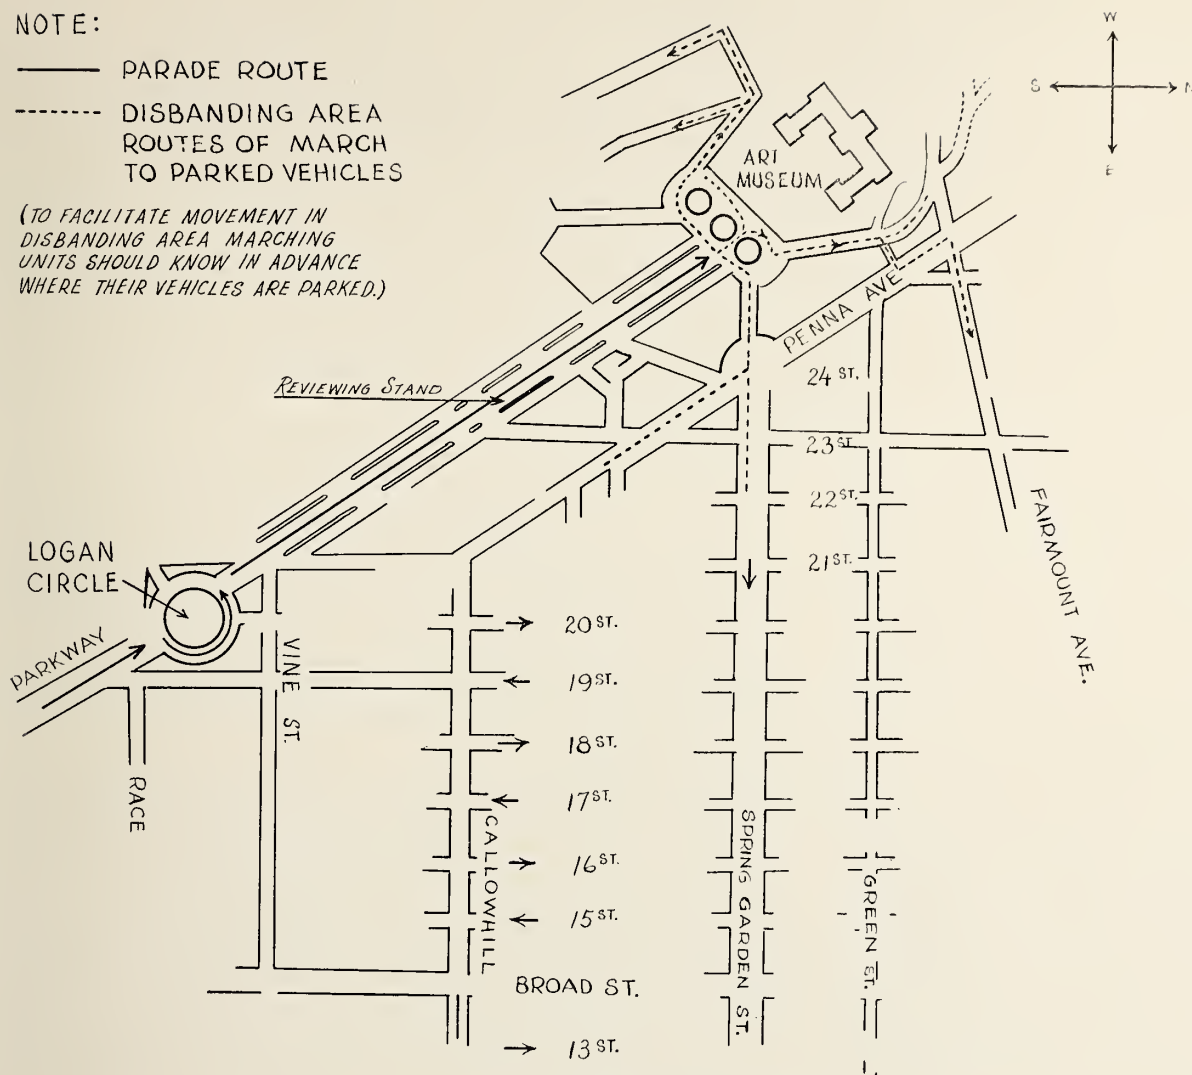 NOTE:
PARADE ROUTE
DISBANDING AREA
ROUTES OF MARCH
TO PARKED VEHICLES
(TO FACILITATE MOVEMENT IN
DISBANDING AREA MARCHING
UNITS SHOULD KNOW IN ADVANCE
WHERE THEIR VEHICLES ARE PARKED.)
W
S
N
E
ART
MUSEUM
PENNA AVE
REVIEWING STAND
24 ST.
23 ST
22 ST.
21 ST.
FAIRMOUNT AVE.
LOGAN
CIRCLE
PARKWAY
VINE ST.
RACE
20 ST.
19 ST.
18 ST.
17 ST.
16 ST.
15 ST.
CALLOWHILL
SPRING GARDEN ST.
GREEN ST.
BROAD ST.
13 ST.